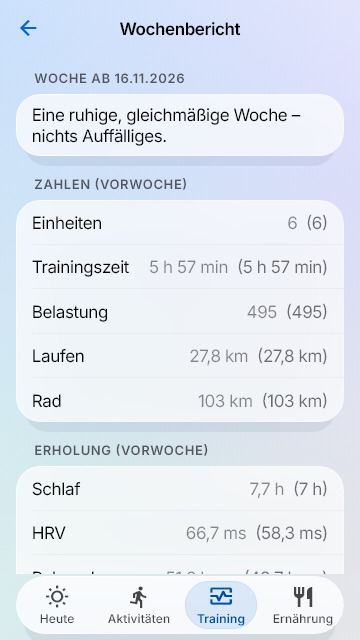 Wochenbericht
WOCHE AB 16.11.2026
Eine ruhige, gleichmäßige Woche –
nichts Auffälliges.
ZAHLEN (VORWOCHE)
Einheiten 6 (6)
Trainingszeit 5 h 57 min (5 h 57 min)
Belastung 495 (495)
Laufen 27,8 km (27,8 km)
Rad 103 km (103 km)
ERHOLUNG (VORWOCHE)
Schlaf 7,7 h (7 h)
HRV 66,7 ms (58,3 ms)
Heute Aktivitäten Training Ernährung